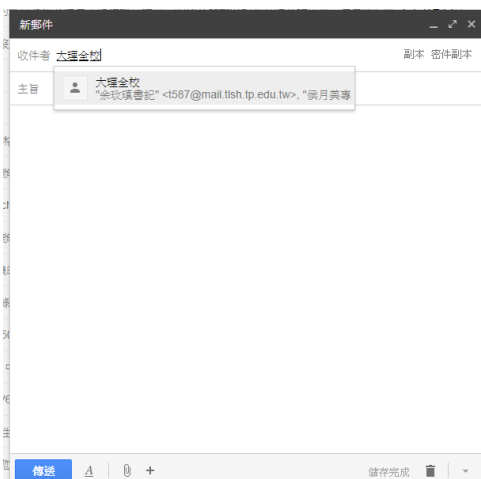 新郵件
收件者 大理全校 副本 密件副本
主旨
大理全校
"余玫瑱書記" <t587@mail.tlsh.tp.edu.tw>, "侯月美專
傳送 A
儲存完成